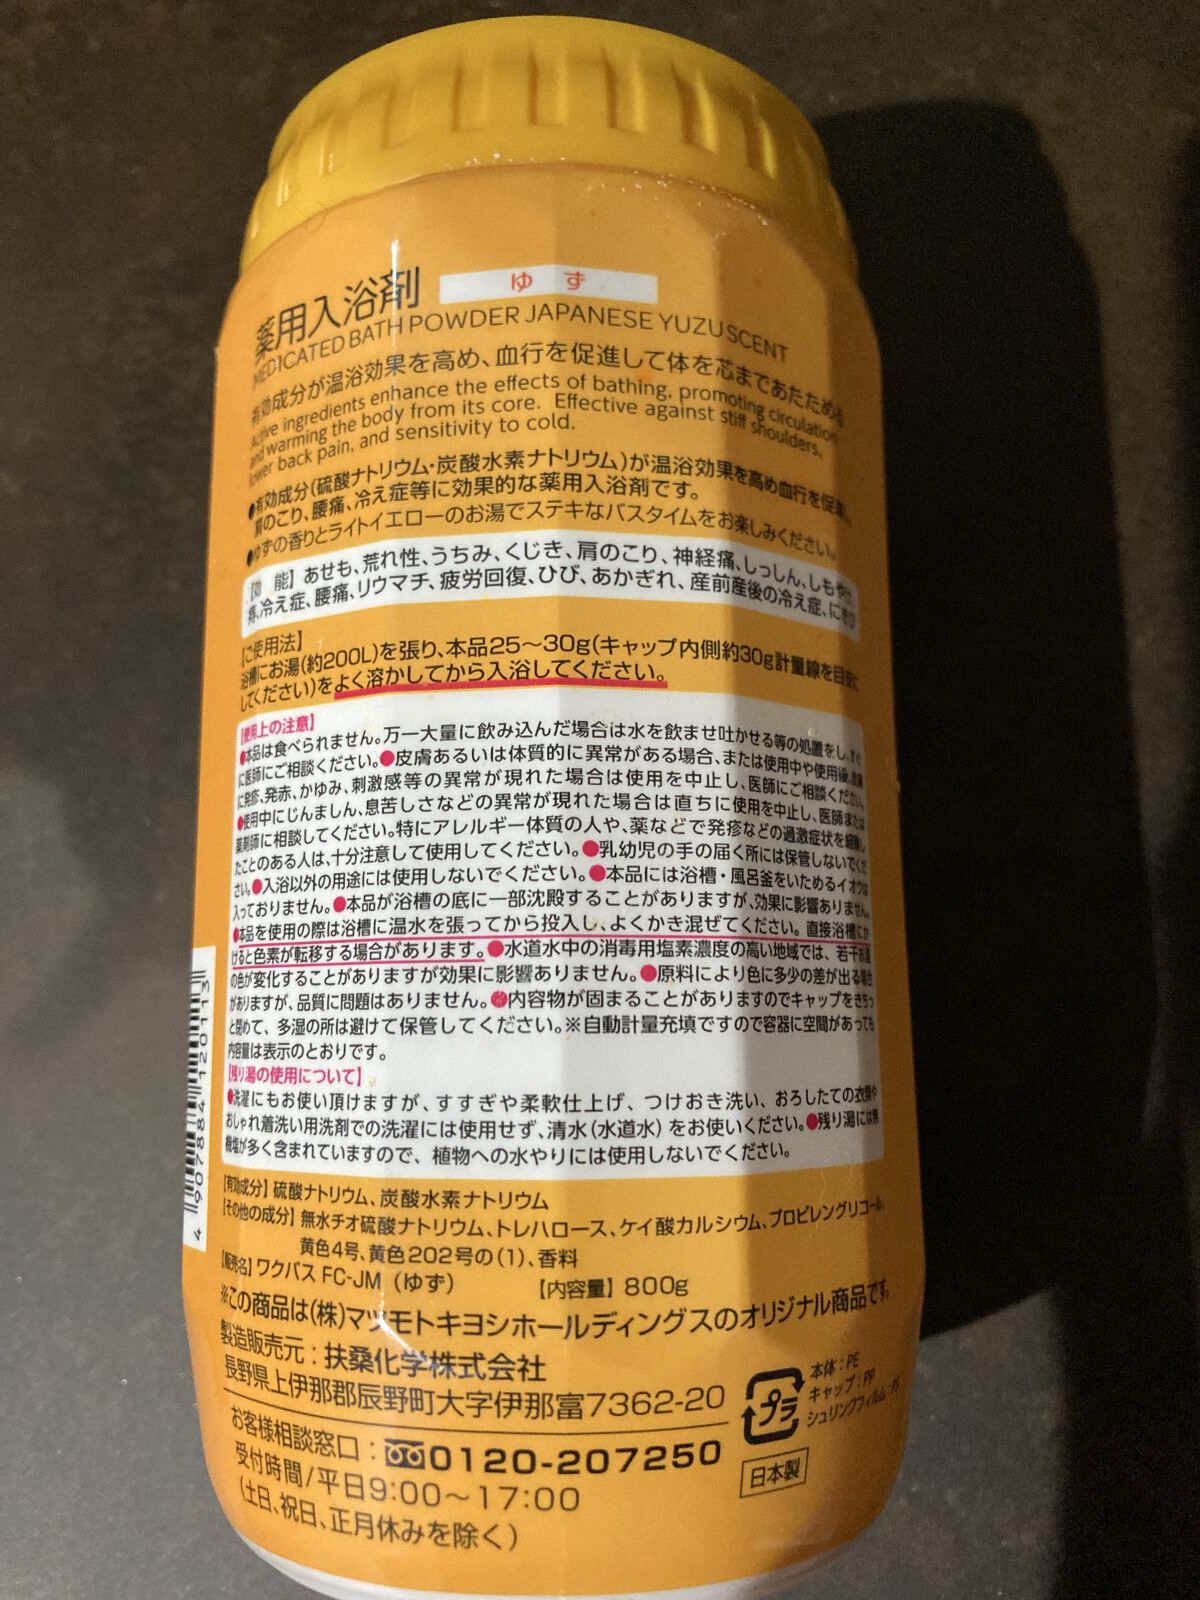 薬用入浴剤 ゆず
MEDICATED BATH POWDER JAPANESE YUZU SCENT
有効成分が温浴効果を高め、血行を促進して体を芯まであたためる
Active ingredients enhance the effects of bathing, promoting circulation
and warming the body from its core. Effective against stiff shoulders,
lower back pain, and sensitivity to cold.
●有効成分(硫酸ナトリウム・炭酸水素ナトリウム)が温浴効果を高め血行を促進。
肩のこり、腰痛、冷え症等に効果的な薬用入浴剤です。
●ゆずの香りとライトイエローのお湯でステキなバスタイムをお楽しみください。
【効 能】あせも、荒れ性、うちみ、くじき、肩のこり、神経痛、しっしん、しもやけ、
痔、冷え症、腰痛、リウマチ、疲労回復、ひび、あかぎれ、産前産後の冷え症、にきび
【ご使用法】
浴槽にお湯(約200L)を張り、本品25～30g(キャップ内側約30g計量線を目安に
してください)をよく溶かしてから入浴してください。
【使用上の注意】
●本品は食べられません。万一大量に飲み込んだ場合は水を飲ませ吐かせる等の処置をし、すぐ
に医師にご相談ください。●皮膚あるいは体質的に異常がある場合、または使用中や使用後、皮膚
に発疹、発赤、かゆみ、刺激感等の異常が現れた場合は使用を中止し、医師にご相談ください。
●使用中にじんましん、息苦しさなどの異常が現れた場合は直ちに使用を中止し、医師または
薬剤師に相談してください。特にアレルギー体質の人や、薬などで発疹などの過激症状を経験し
たことのある人は、十分注意して使用してください。●乳幼児の手の届く所には保管しないでくだ
さい。●入浴以外の用途には使用しないでください。●本品には浴槽・風呂釜をいためるイオウは
入っておりません。●本品が浴槽の底に一部沈殿することがありますが、効果に影響ありません。
●本品を使用の際は浴槽に温水を張ってから投入し、よくかき混ぜてください。直接浴槽にか
けると色素が転移する場合があります。●水道水中の消毒用塩素濃度の高い地域では、若干お湯
の色が変化することがありますが効果に影響ありません。●原料により色に多少の差が出る場合
がありますが、品質に問題はありません。●内容物が固まることがありますのでキャップをきちっ
と閉めて、多湿の所は避けて保管してください。※自動計量充填ですので容器に空間があっても
内容量は表示のとおりです。
【残り湯の使用について】
●洗濯にもお使い頂けますが、すすぎや柔軟仕上げ、つけおき洗い、おろしたての衣類や
おしゃれ着洗い用洗剤での洗濯には使用せず、清水(水道水)をお使いください。●残り湯には無
機塩が多く含まれていますので、植物への水やりには使用しないでください。
【有効成分】硫酸ナトリウム、炭酸水素ナトリウム
【その他の成分】無水チオ硫酸ナトリウム、トレハロース、ケイ酸カルシウム、プロピレングリコール、
黄色4号、黄色202号の(1)、香料
【販売名】ワクバス FC-JM (ゆず) 【内容量】800g
※この商品は(株)マツモトキヨシホールディングスのオリジナル商品です。
製造販売元：扶桑化学株式会社
長野県上伊那郡辰野町大字伊那富7362-20
お客様相談窓口：0120-207250
受付時間/平日9:00～17:00
(土日、祝日、正月休みを除く)
プラ
本体：PE
キャップ：PP
シュリンクフィルム：PS
日本製
4 907884 120113